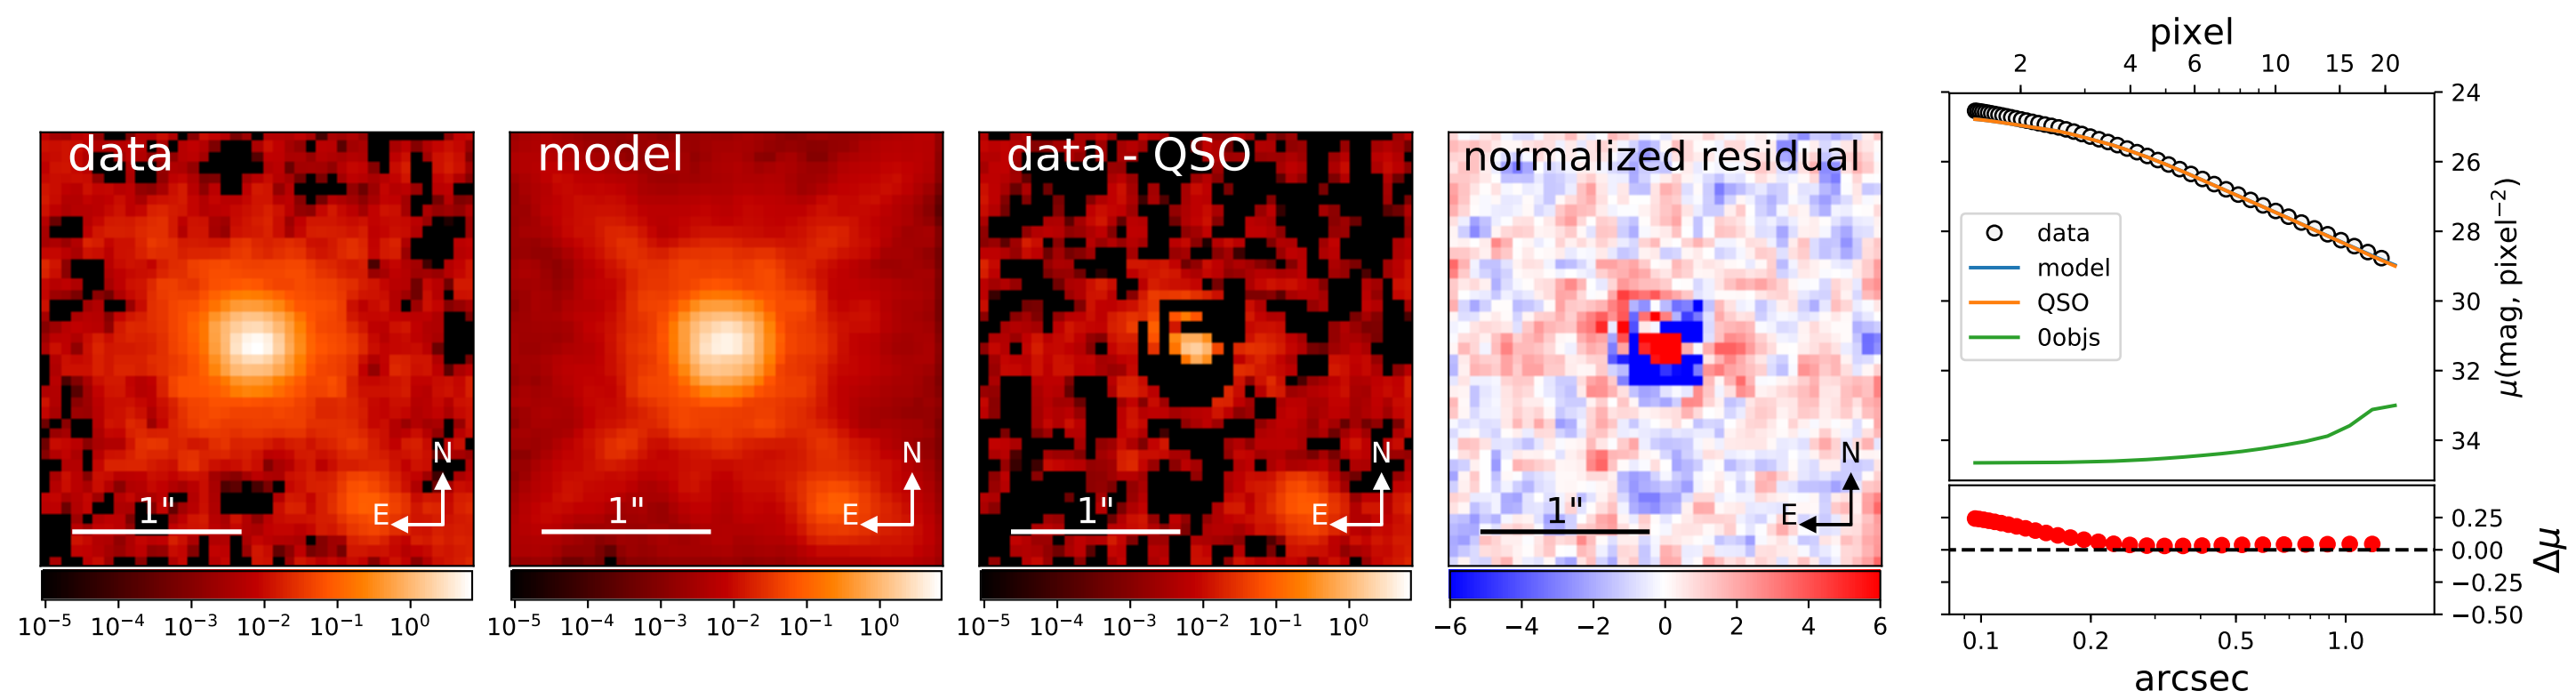 data
N
E
1"
10⁻⁵ 10⁻⁴ 10⁻³ 10⁻² 10⁻¹ 10⁰
model
N
E
1"
10⁻⁵ 10⁻⁴ 10⁻³ 10⁻² 10⁻¹ 10⁰
data - QSO
N
E
1"
10⁻⁵ 10⁻⁴ 10⁻³ 10⁻² 10⁻¹ 10⁰
normalized residual
N
E
1"
−6 −4 −2 0 2 4 6
pixel
2 4 6 10 15 20
24
26
28
30
32
34
μ(mag, pixel⁻²)
data
model
QSO
0objs
0.25
0.00
−0.25
−0.50
Δμ
0.1 0.2 0.5 1.0
arcsec